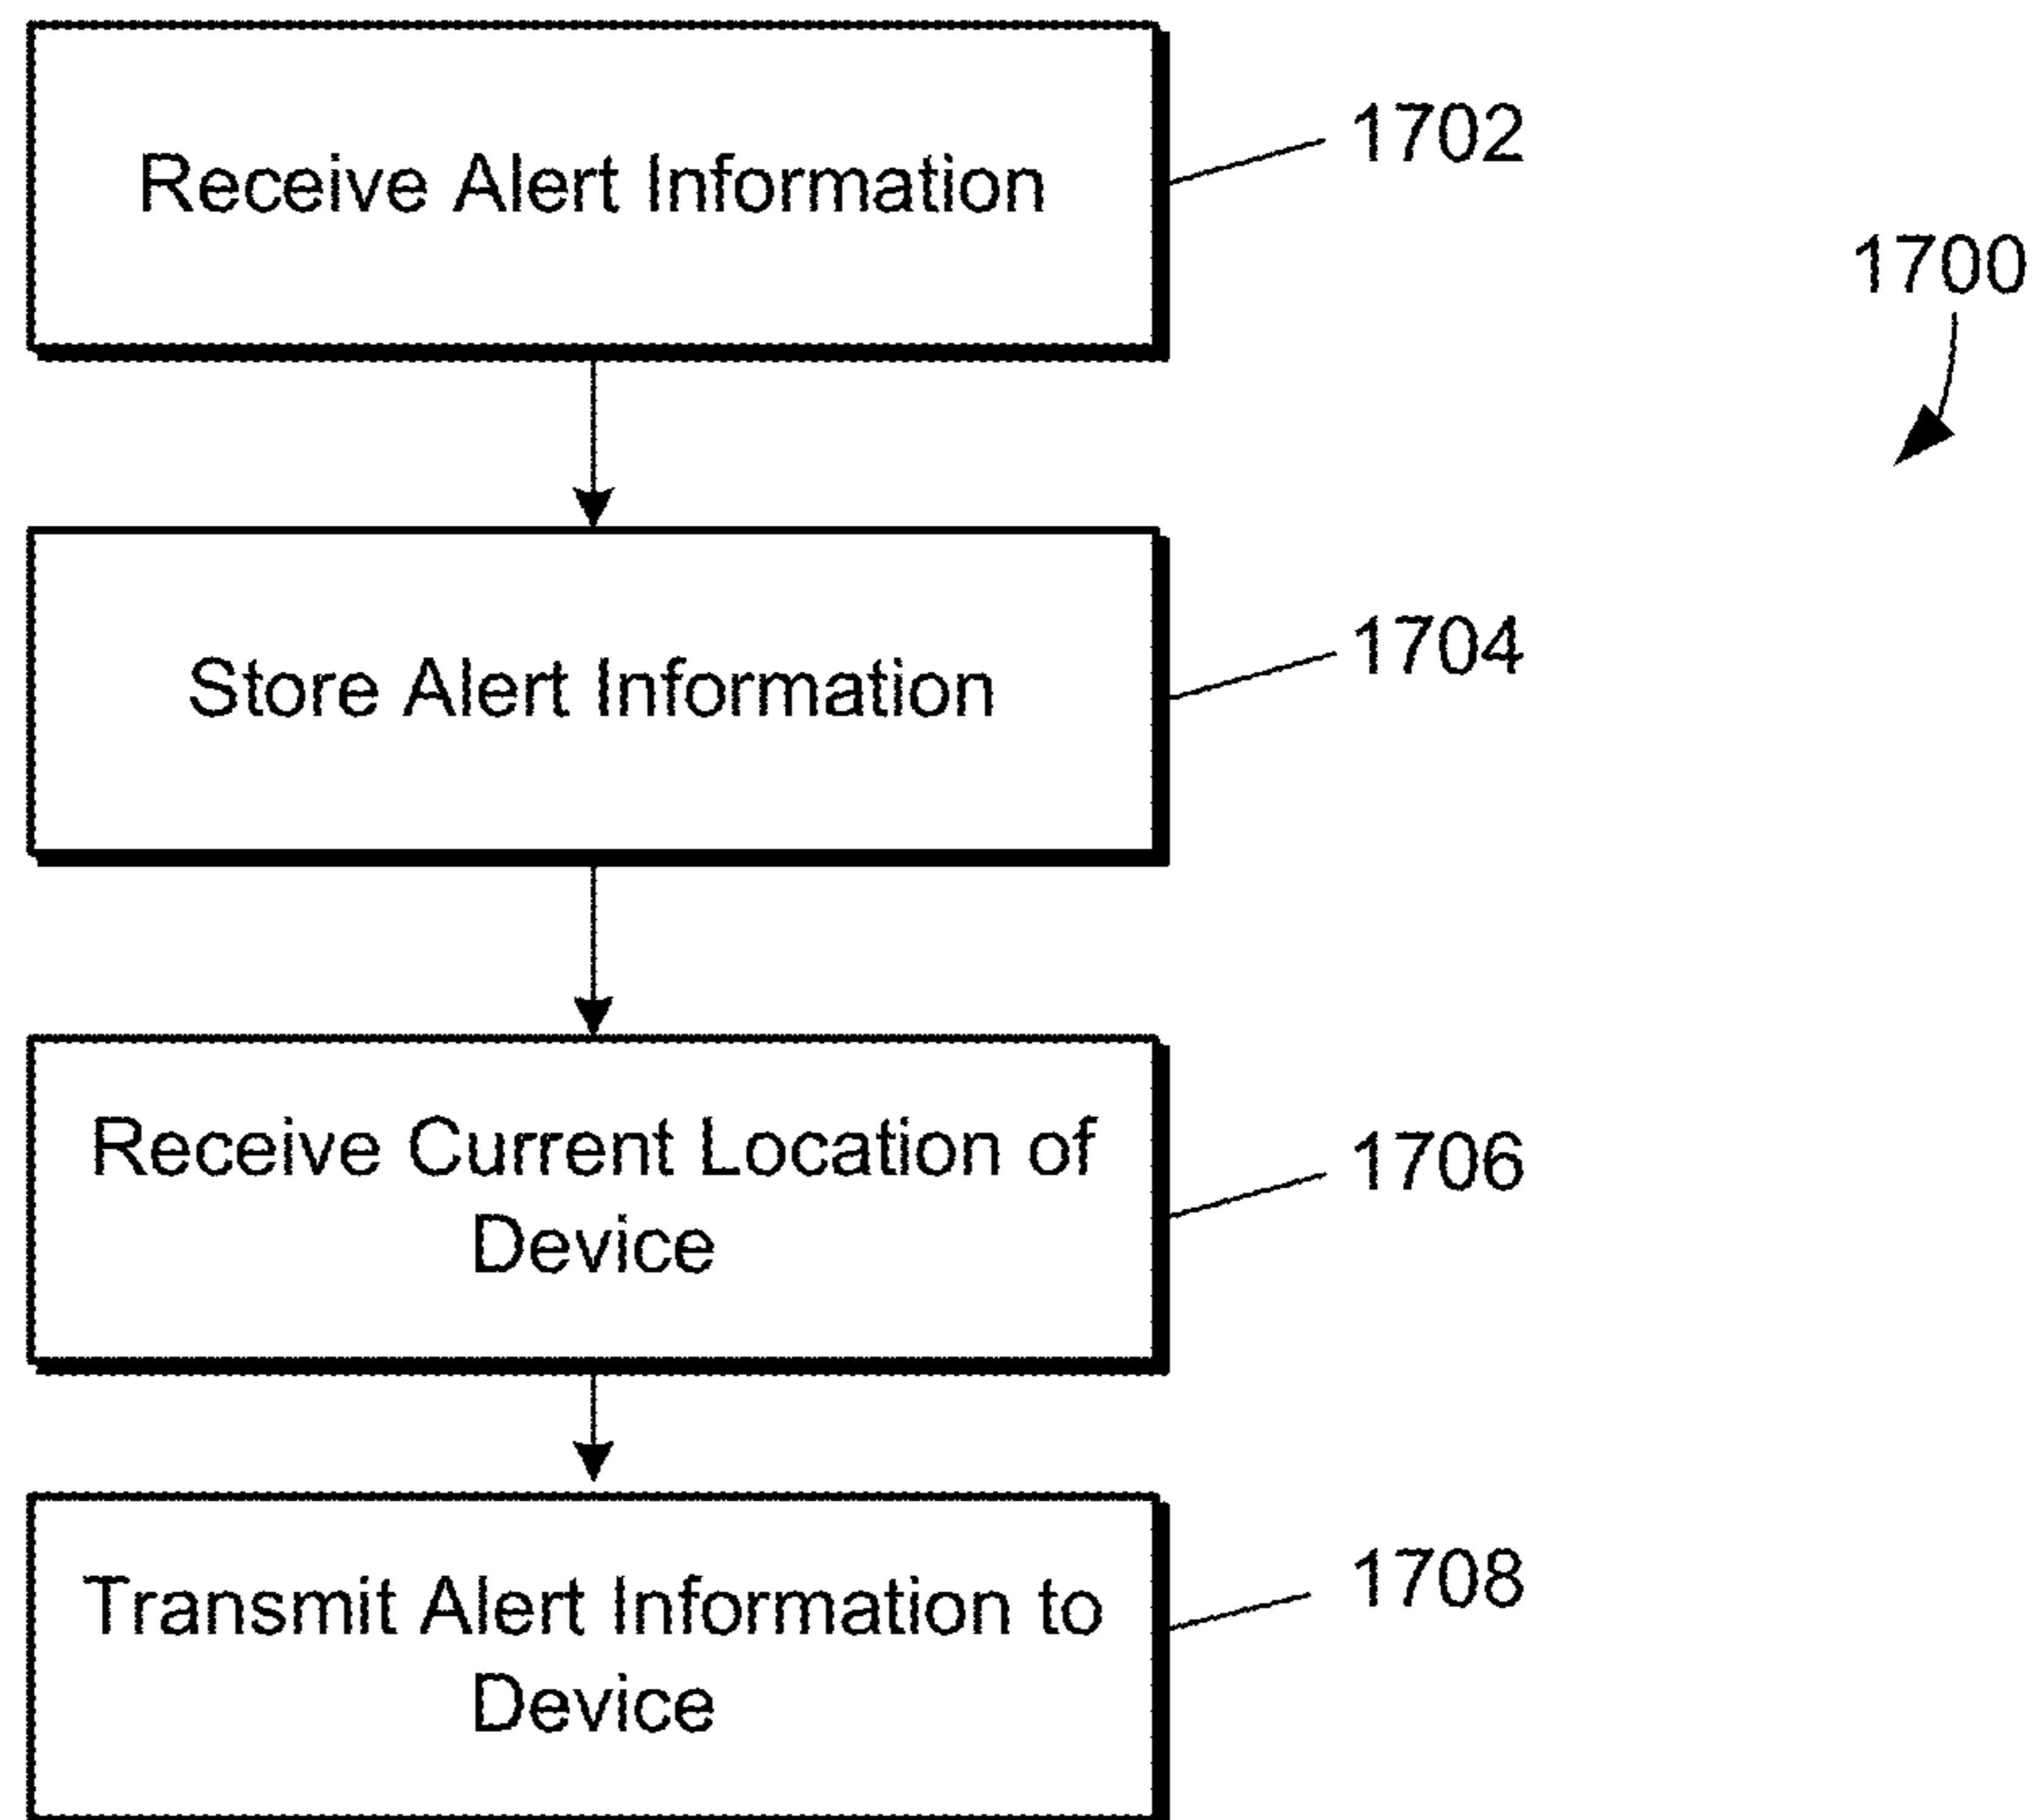 Receive Alert Information
1702
1700
Store Alert Information
1704
Receive Current Location of
Device
1706
Transmit Alert Information to
Device
1708